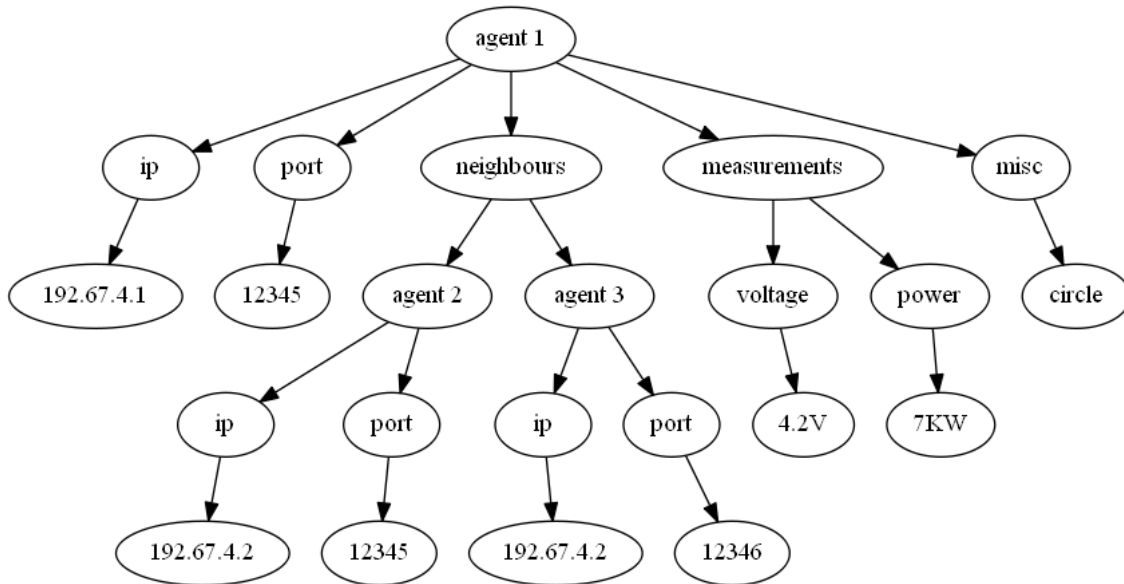 agent 1
ip
port
neighbours
measurements
misc
192.67.4.1
12345
agent 2
agent 3
voltage
power
circle
ip
port
ip
port
4.2V
7KW
192.67.4.2
12345
192.67.4.2
12346